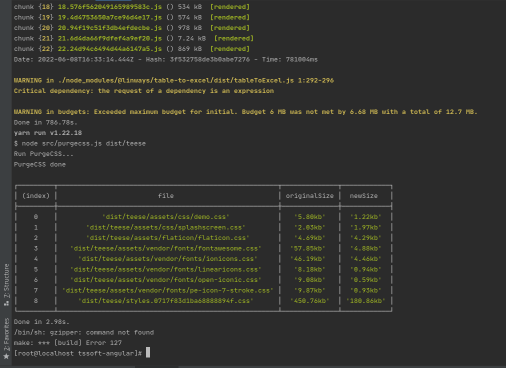 chunk {18} 18.576f562049165989583c.js () 534 kB  [rendered]
chunk {19} 19.4d4753650a7ce96d4e17.js () 574 kB  [rendered]
chunk {20} 20.94f19c51f3db4efdecbe.js () 978 kB  [rendered]
chunk {21} 21.6d4da66f9dfef4a9ef20.js () 7.24 kB  [rendered]
chunk {22} 22.24d94c6494d44a6147a5.js () 869 kB  [rendered]
Date: 2022-06-08T16:33:14.444Z - Hash: 3f532758de3b0abe7276 - Time: 781004ms
WARNING in ./node_modules/@linways/table-to-excel/dist/tableToExcel.js 1:292-296
Critical dependency: the request of a dependency is an expression
WARNING in budgets: Exceeded maximum budget for initial. Budget 6 MB was not met by 6.68 MB with a total of 12.7 MB.
Done in 786.78s.
yarn run v1.22.18
$ node src/purgecss.js dist/teese
Run PurgeCSS...
PurgeCSS done
(index) file originalSize newSize
0 'dist/teese/assets/css/demo.css' '5.80kb' '1.22kb'
1 'dist/teese/assets/css/splashscreen.css' '2.03kb' '1.97kb'
2 'dist/teese/assets/flaticon/flaticon.css' '4.69kb' '4.29kb'
3 'dist/teese/assets/vendor/fonts/fontawesome.css' '57.85kb' '4.88kb'
4 'dist/teese/assets/vendor/fonts/ionicons.css' '46.19kb' '4.46kb'
5 'dist/teese/assets/vendor/fonts/linearicons.css' '8.18kb' '0.94kb'
6 'dist/teese/assets/vendor/fonts/open-iconic.css' '9.08kb' '0.59kb'
7 'dist/teese/assets/vendor/fonts/pe-icon-7-stroke.css' '9.87kb' '0.93kb'
8 'dist/teese/styles.0717f83d1ba68888894f.css' '450.76kb' '180.86kb'
Done in 2.98s.
/bin/sh: gzipper: command not found
make: *** [build] Error 127
[root@localhost tssoft-angular]#
Z: Structure
2: Favorites